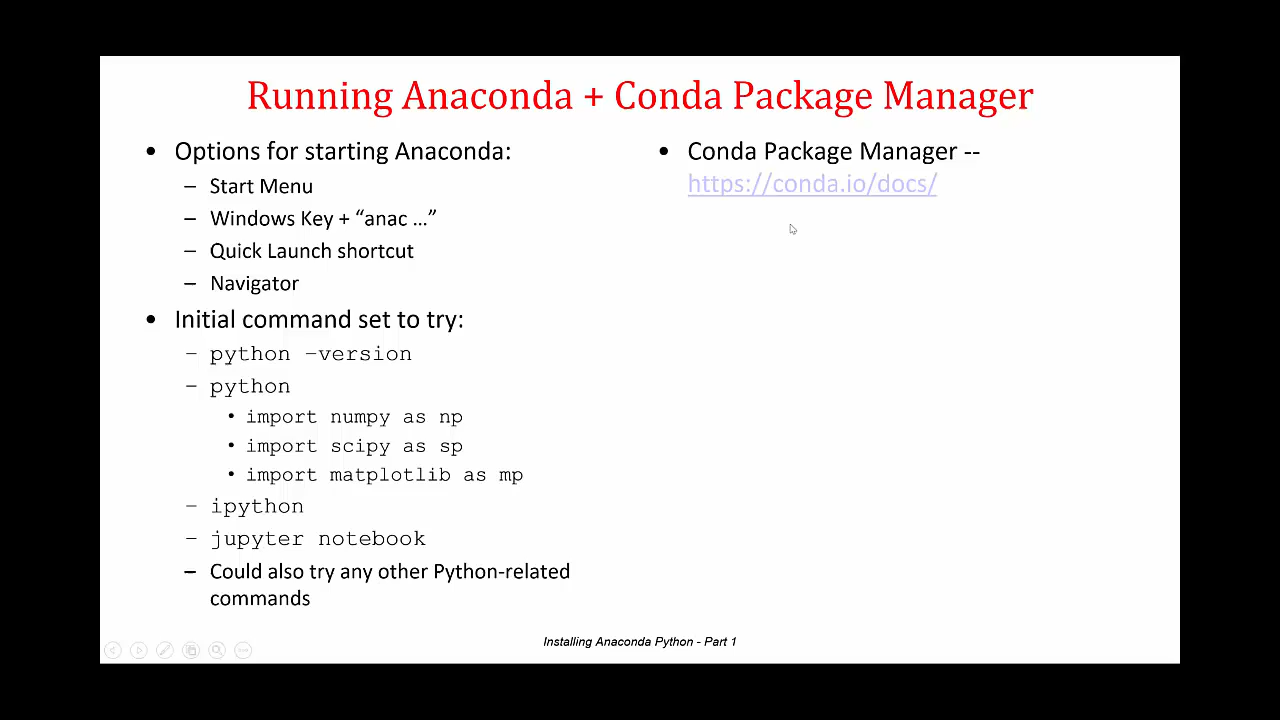 Running Anaconda + Conda Package Manager
• Options for starting Anaconda:
– Start Menu
– Windows Key + “anac …”
– Quick Launch shortcut
– Navigator
• Initial command set to try:
– python –version
– python
• import numpy as np
• import scipy as sp
• import matplotlib as mp
– ipython
– jupyter notebook
– Could also try any other Python-related
commands
• Conda Package Manager --
https://conda.io/docs/
Installing Anaconda Python - Part 1